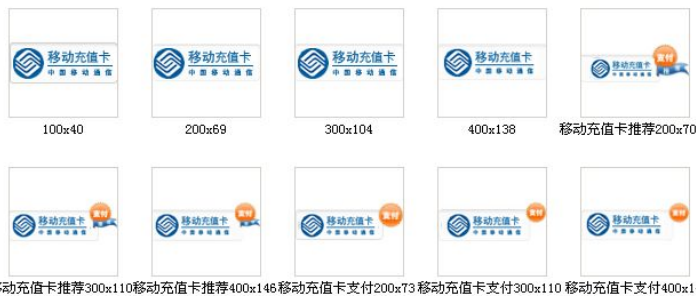 移动充值卡
中国移动通信
移动充值卡
中国移动通信
移动充值卡
中国移动通信
移动充值卡
中国移动通信
移动充值卡
中国移动通信
支付
100x40
200x69
300x104
400x138
移动充值卡推荐200x70
移动充值卡
中国移动通信
支付
移动充值卡
中国移动通信
支付
移动充值卡
中国移动通信
支付
移动充值卡
中国移动通信
支付
移动充值卡
中国移动通信
支付
动充值卡推荐300x110
移动充值卡推荐400x146
移动充值卡支付200x73
移动充值卡支付300x110
移动充值卡支付400x1